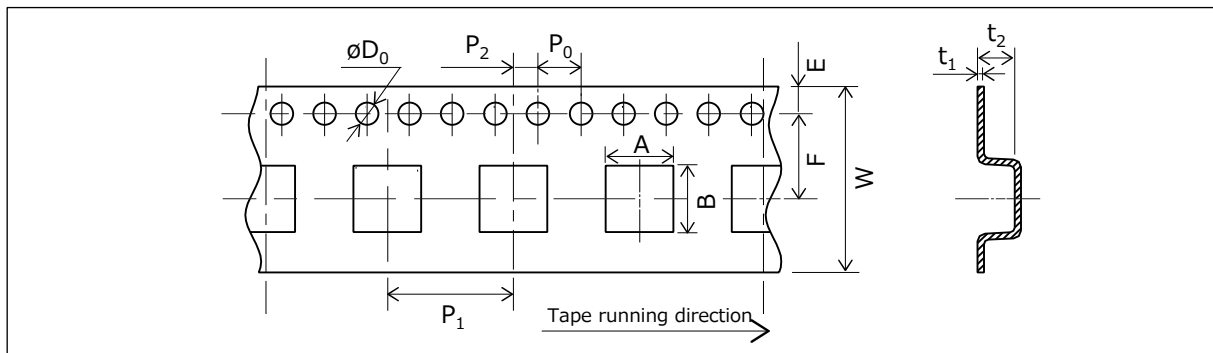 øD₀
P₂
P₀
E
t₁
t₂
A
F
B
W
P₁
Tape running direction